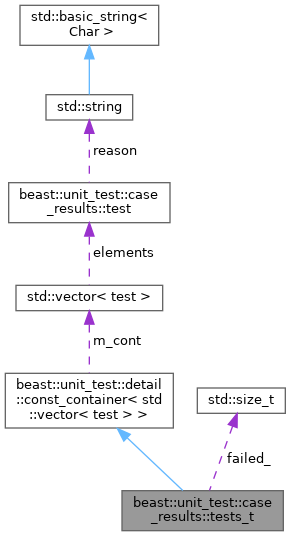 std::basic_string<
Char >
std::string
reason
beast::unit_test::case
_results::test
elements
std::vector< test >
m_cont
beast::unit_test::detail
::const_container< std
::vector< test > >
std::size_t
failed_
beast::unit_test::case
_results::tests_t